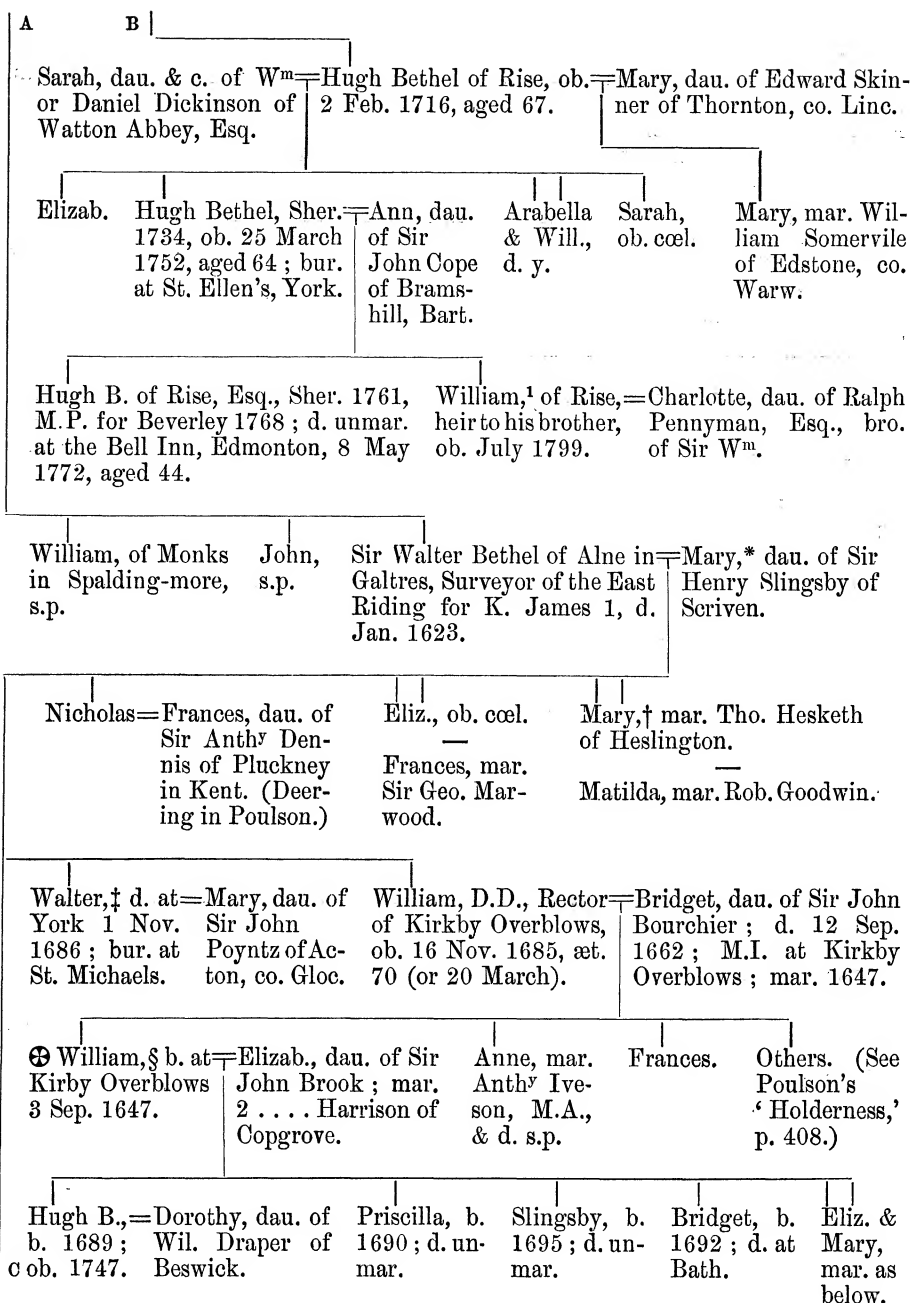 A B
Sarah, dau. & c. of Wᵐ=Hugh Bethel of Rise, ob.=Mary, dau. of Edward Skin-
or Daniel Dickinson of 2 Feb. 1716, aged 67. ner of Thornton, co. Linc.
Watton Abbey, Esq.
Elizab. Hugh Bethel, Sher.=Ann, dau. Arabella Sarah, Mary, mar. Wil-
1734, ob. 25 March of Sir & Will., ob. cœl. liam Somervile
1752, aged 64 ; bur. John Cope d. y. of Edstone, co.
at St. Ellen's, York. of Brams- Warw.
hill, Bart.
Hugh B. of Rise, Esq., Sher. 1761, William,¹ of Rise,=Charlotte, dau. of Ralph
M.P. for Beverley 1768 ; d. unmar. heir to his brother, Pennyman, Esq., bro.
at the Bell Inn, Edmonton, 8 May ob. July 1799. of Sir Wᵐ.
1772, aged 44.
William, of Monks John, Sir Walter Bethel of Alne in=Mary,* dau. of Sir
in Spalding-more, s.p. Galtres, Surveyor of the East Henry Slingsby of
s.p. Riding for K. James 1, d. Scriven.
Jan. 1623.
Nicholas=Frances, dau. of Eliz., ob. cœl. Mary,† mar. Tho. Hesketh
Sir Anthʸ Den- — of Heslington.
nis of Pluckney Frances, mar. —
in Kent. (Deer- Sir Geo. Mar- Matilda, mar. Rob. Goodwin.
ing in Poulson.) wood.
Walter,‡ d. at=Mary, dau. of William, D.D., Rector=Bridget, dau. of Sir John
York 1 Nov. Sir John of Kirkby Overblows, Bourchier ; d. 12 Sep.
1686 ; bur. at Poyntz of Ac- ob. 16 Nov. 1685, æt. 1662 ; M.I. at Kirkby
St. Michaels. ton, co. Gloc. 70 (or 20 March). Overblows ; mar. 1647.
✠ William,§ b. at=Elizab., dau. of Sir Anne, mar. Frances. Others. (See
Kirby Overblows John Brook ; mar. Anthʸ Ive- Poulson's
3 Sep. 1647. 2 . . . . Harrison of son, M.A., ‘ Holderness,’
Copgrove. & d. s.p. p. 408.)
Hugh B.,=Dorothy, dau. of Priscilla, b. Slingsby, b. Bridget, b. Eliz. &
b. 1689 ; Wil. Draper of 1690 ; d. un- 1695 ; d. un- 1692 ; d. at Mary,
C ob. 1747. Beswick. mar. mar. Bath. mar. as
below.